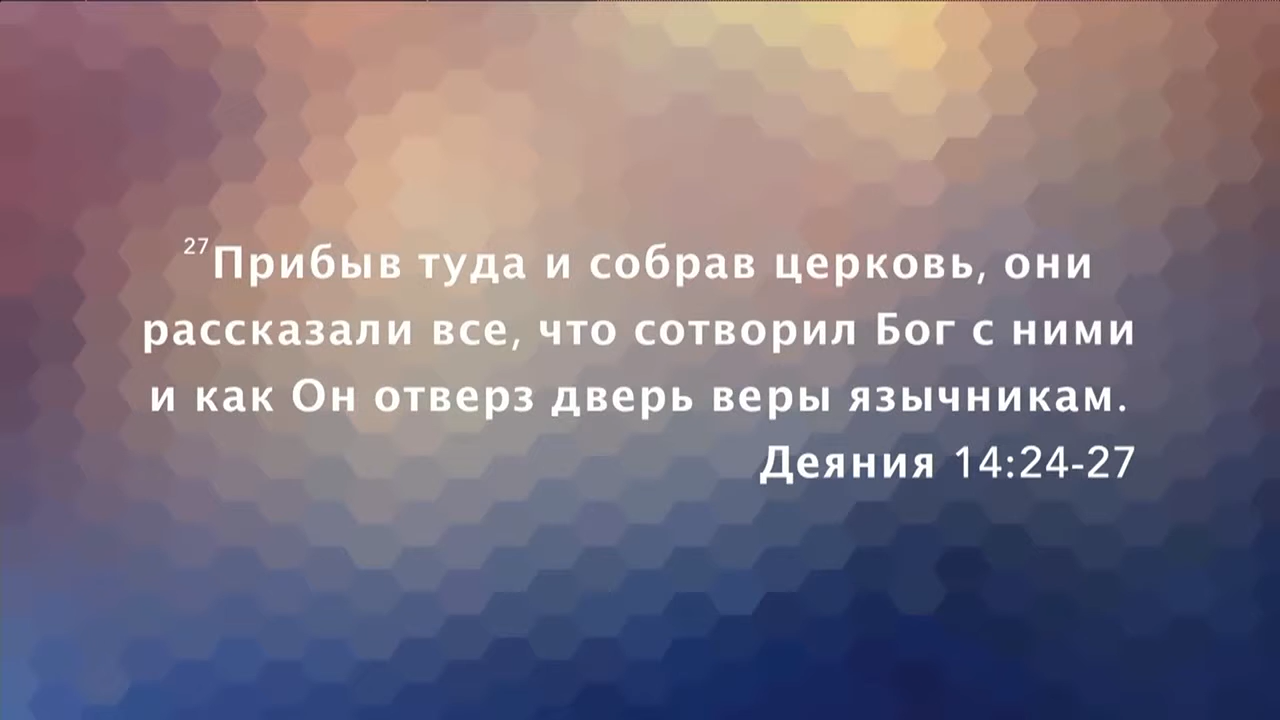 27Прибыв туда и собрав церковь, они
рассказали все, что сотворил Бог с ними
и как Он отверз дверь веры язычникам.
Деяния 14:24-27